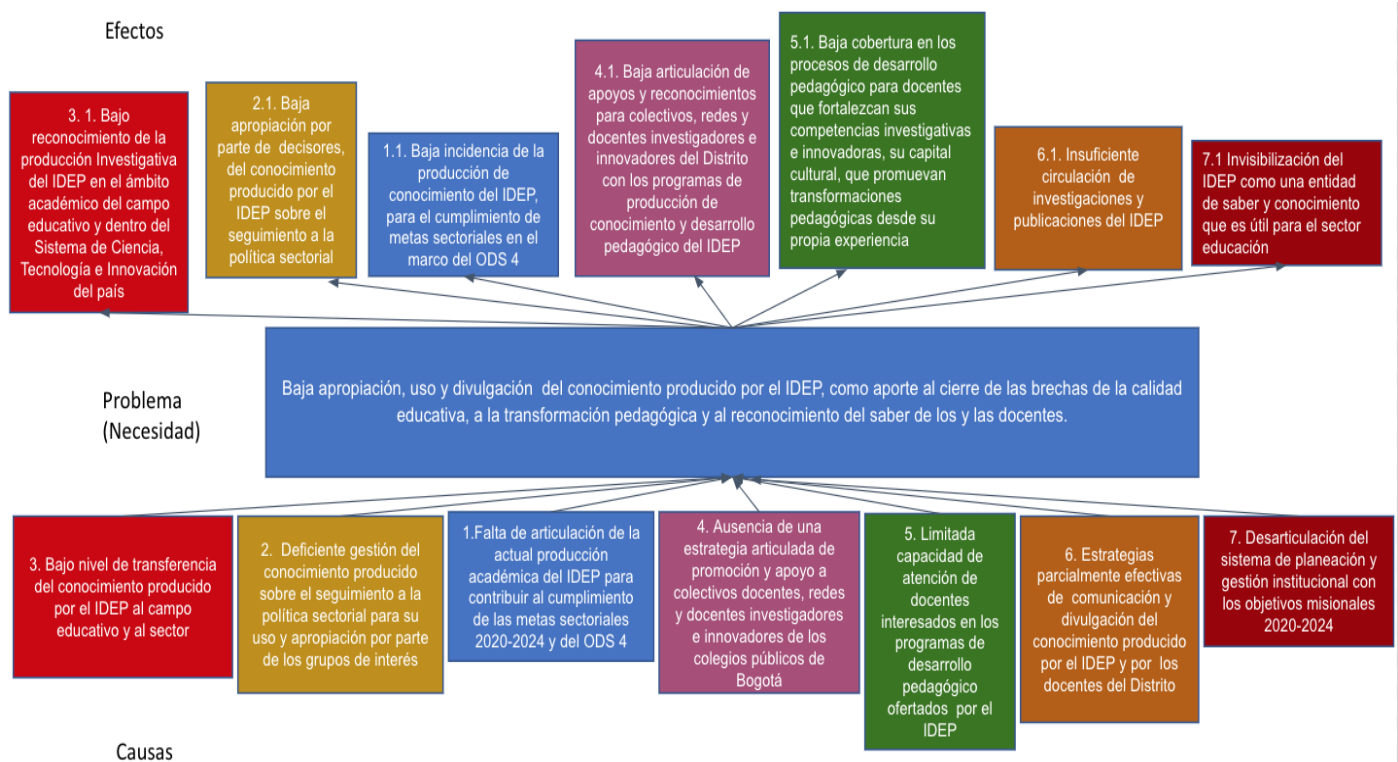 Efectos
3. 1. Bajo
reconocimiento de la
producción Investigativa
del IDEP en el ámbito
académico del campo
educativo y dentro del
Sistema de Ciencia,
Tecnología e Innovación
del país
2.1. Baja
apropiación por
parte de decisores,
del conocimiento
producido por el
IDEP sobre el
seguimiento a la
política sectorial
1.1. Baja incidencia de la
producción de
conocimiento del IDEP,
para el cumplimiento de
metas sectoriales en el
marco del ODS 4
4.1. Baja articulación de
apoyos y reconocimientos
para colectivos, redes y
docentes investigadores e
innovadores del Distrito
con los programas de
producción de
conocimiento y desarrollo
pedagógico del IDEP
5.1. Baja cobertura en los
procesos de desarrollo
pedagógico para docentes
que fortalezcan sus
competencias investigativas
e innovadoras, su capital
cultural, que promuevan
transformaciones
pedagógicas desde su
propia experiencia
6.1. Insuficiente
circulación de
investigaciones y
publicaciones del IDEP
7.1 Invisibilización del
IDEP como una entidad
de saber y conocimiento
que es útil para el sector
educación
Problema
(Necesidad)
Baja apropiación, uso y divulgación del conocimiento producido por el IDEP, como aporte al cierre de las brechas de la calidad
educativa, a la transformación pedagógica y al reconocimiento del saber de los y las docentes.
3. Bajo nivel de transferencia
del conocimiento producido
por el IDEP al campo
educativo y al sector
2. Deficiente gestión del
conocimiento producido
sobre el seguimiento a la
política sectorial para su
uso y apropiación por parte
de los grupos de interés
1.Falta de articulación de la
actual producción
académica del IDEP para
contribuir al cumplimiento
de las metas sectoriales
2020-2024 y del ODS 4
4. Ausencia de una
estrategia articulada de
promoción y apoyo a
colectivos docentes, redes
y docentes investigadores
e innovadores de los
colegios públicos de
Bogotá
5. Limitada
capacidad de
atención de
docentes
interesados en los
programas de
desarrollo
pedagógico
ofertados por el
IDEP
6. Estrategias
parcialmente efectivas
de comunicación y
divulgación del
conocimiento producido
por el IDEP y por los
docentes del Distrito
7. Desarticulación del
sistema de planeación y
gestión institucional con
los objetivos misionales
2020-2024
Causas